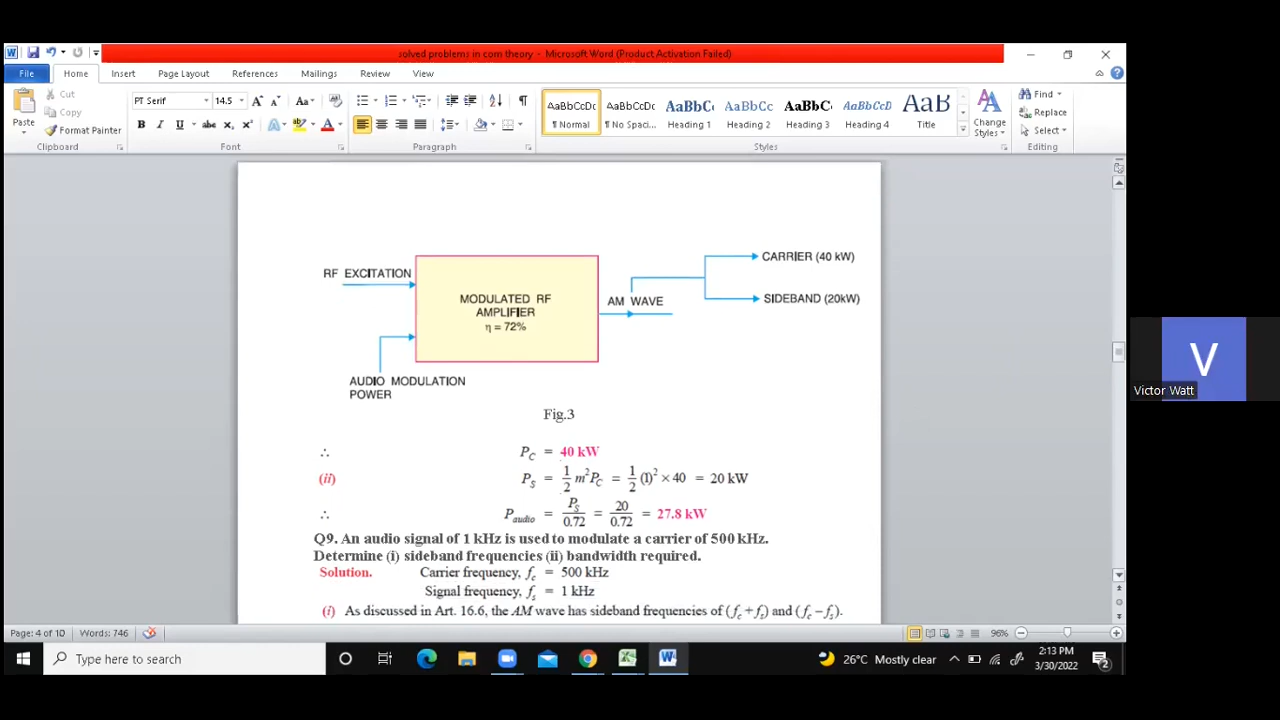 solved problems in com theory - Microsoft Word (Product Activation Failed)
File Home Insert Page Layout References Mailings Review View
Paste
Cut
Copy
Format Painter
Clipboard
PT Serif 14.5
Font
Paragraph
AaBbCcDc AaBbCcDc AaBbC AaBbCc AaBbC AaBbCcD AaB
¶ Normal ¶ No Spaci... Heading 1 Heading 2 Heading 3 Heading 4 Title
Styles
Change Styles
Find
Replace
Select
Editing
RF EXCITATION
MODULATED RF
AMPLIFIER
η = 72%
AUDIO MODULATION
POWER
AM WAVE
CARRIER (40 kW)
SIDEBAND (20kW)
Fig.3
∴ P_C = 40 kW
(ii) P_S = 1/2 m²P_C = 1/2 (1)² × 40 = 20 kW
∴ P_audio = P_S/0.72 = 20/0.72 = 27.8 kW
Q9. An audio signal of 1 kHz is used to modulate a carrier of 500 kHz.
Determine (i) sideband frequencies (ii) bandwidth required.
Solution. Carrier frequency, f_c = 500 kHz
Signal frequency, f_s = 1 kHz
(i) As discussed in Art. 16.6, the AM wave has sideband frequencies of (f_c + f_s) and (f_c – f_s).
Page: 4 of 10 Words: 746 96%
Type here to search
26°C Mostly clear
2:13 PM
3/30/2022
2
V
Victor Watt